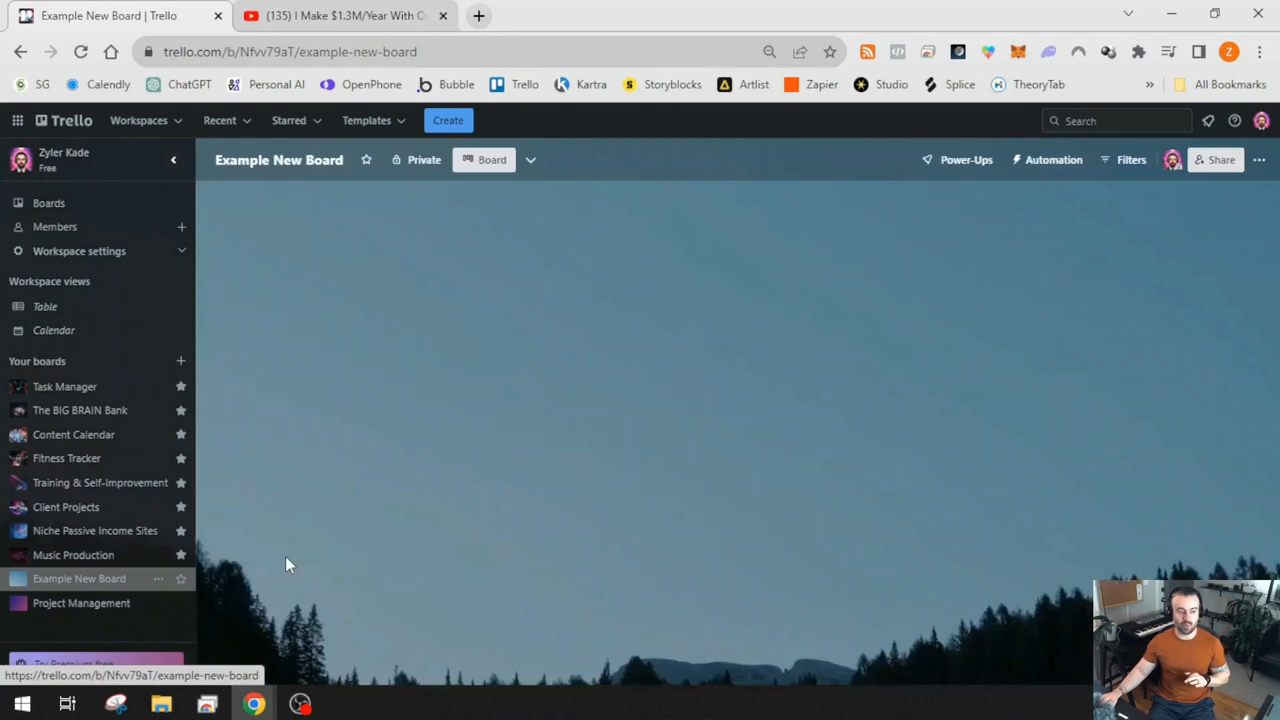 Example New Board | Trello
(135) I Make $1.3M/Year With O
trello.com/b/Nfvv79aT/example-new-board
SG
Calendly
ChatGPT
Personal AI
OpenPhone
Bubble
Trello
Kartra
Storyblocks
Artlist
Zapier
Studio
Splice
TheoryTab
»
All Bookmarks
Trello
Workspaces
Recent
Starred
Templates
Create
Search
Zyler Kade
Free
Example New Board
Private
Board
Power-Ups
Automation
Filters
Share
Boards
Members
Workspace settings
Workspace views
Table
Calendar
Your boards
Task Manager
The BIG BRAIN Bank
Content Calendar
Fitness Tracker
Training & Self-Improvement
Client Projects
Niche Passive Income Sites
Music Production
Example New Board
Project Management
Try Premium free
https://trello.com/b/Nfvv79aT/example-new-board